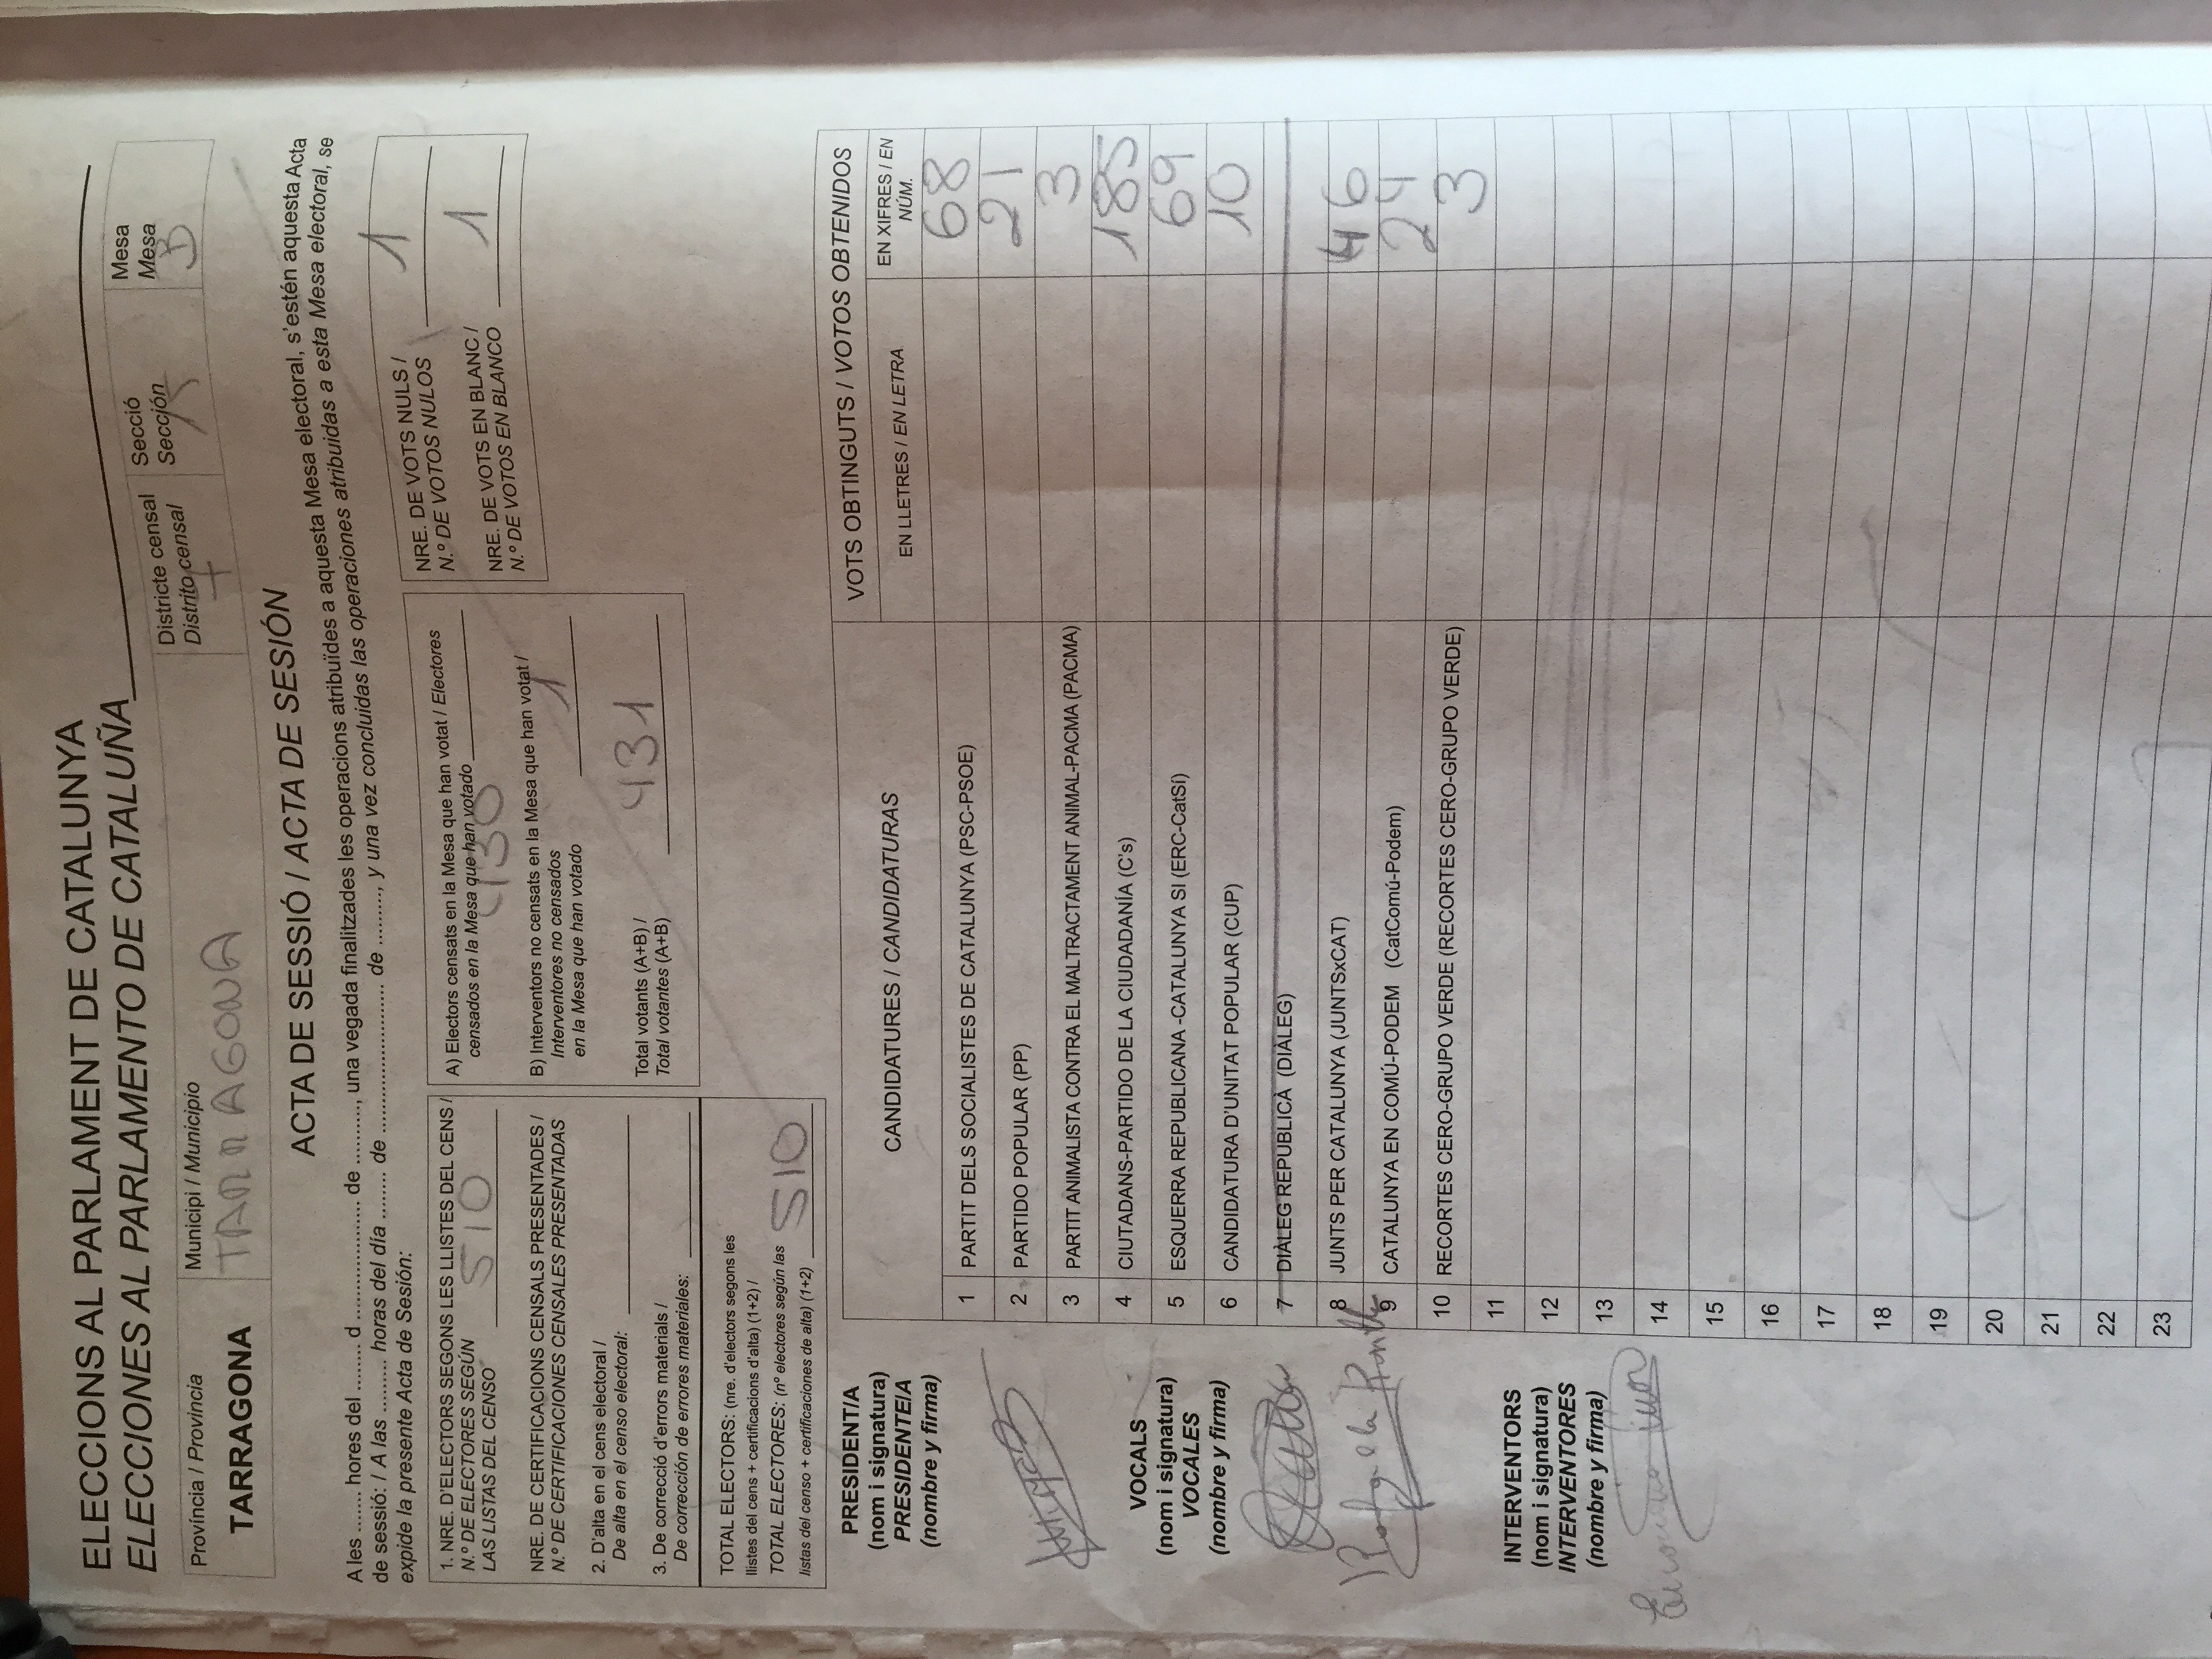 ELECCIONS AL PARLAMENT DE CATALUNYA
ELECCIONES AL PARLAMENTO DE CATALUÑA
Província / Provincia
TARRAGONA
Municipi / Municipio
TARRAGONA
Districte censal
Distrito censal
Secció
Sección
Mesa
Mesa
B
ACTA DE SESSIÓ / ACTA DE SESIÓN
A les ....... hores del ........ d .................... de .........., una vegada finalitzades les operacions atribuïdes a aquesta Mesa electoral, s'estén aquesta Acta
de sessió: / A las ......... horas del día ........ de ......................... de ........., y una vez concluidas las operaciones atribuidas a esta Mesa electoral, se
expide la presente Acta de Sesión:
1. NRE. D'ELECTORS SEGONS LES LLISTES DEL CENS /
N.º DE ELECTORES SEGÚN
LAS LISTAS DEL CENSO 510
NRE. DE CERTIFICACIONS CENSALS PRESENTADES /
N.º DE CERTIFICACIONES CENSALES PRESENTADAS
2. D'alta en el cens electoral /
De alta en el censo electoral:
3. De correcció d'errors materials /
De corrección de errores materiales:
TOTAL ELECTORS: (nre. d'electors segons les
llistes del cens + certificacions d'alta) (1+2) /
TOTAL ELECTORES: (nº electores según las
listas del censo + certificaciones de alta) (1+2) 510
A) Electors censats en la Mesa que han votat / Electores
censados en la Mesa que han votado
430
B) Interventors no censats en la Mesa que han votat /
Interventores no censados
en la Mesa que han votado 1
Total votants (A+B) /
Total votantes (A+B) 431
NRE. DE VOTS NULS /
N.º DE VOTOS NULOS 1
NRE. DE VOTS EN BLANC /
N.º DE VOTOS EN BLANCO 1
PRESIDENT/A
(nom i signatura)
PRESIDENTE/A
(nombre y firma)
VOCALS
(nom i signatura)
VOCALES
(nombre y firma)
Rafaela
INTERVENTORS
(nom i signatura)
INTERVENTORES
(nombre y firma)
CANDIDATURES / CANDIDATURAS
VOTS OBTINGUTS / VOTOS OBTENIDOS
EN LLETRES / EN LETRA
EN XIFRES / EN
NÚM.
1 PARTIT DELS SOCIALISTES DE CATALUNYA (PSC-PSOE) 68
2 PARTIDO POPULAR (PP) 21
3 PARTIT ANIMALISTA CONTRA EL MALTRACTAMENT ANIMAL-PACMA (PACMA) 3
4 CIUTADANS-PARTIDO DE LA CIUDADANÍA (C's) 185
5 ESQUERRA REPUBLICANA -CATALUNYA SI (ERC-CatSí) 69
6 CANDIDATURA D'UNITAT POPULAR (CUP) 10
7 DIÀLEG REPUBLICÀ (DIÀLEG)
8 JUNTS PER CATALUNYA (JUNTSxCAT) 46
9 CATALUNYA EN COMÚ-PODEM (CatComú-Podem) 24
10 RECORTES CERO-GRUPO VERDE (RECORTES CERO-GRUPO VERDE) 3
11
12
13
14
15
16
17
18
19
20
21
22
23